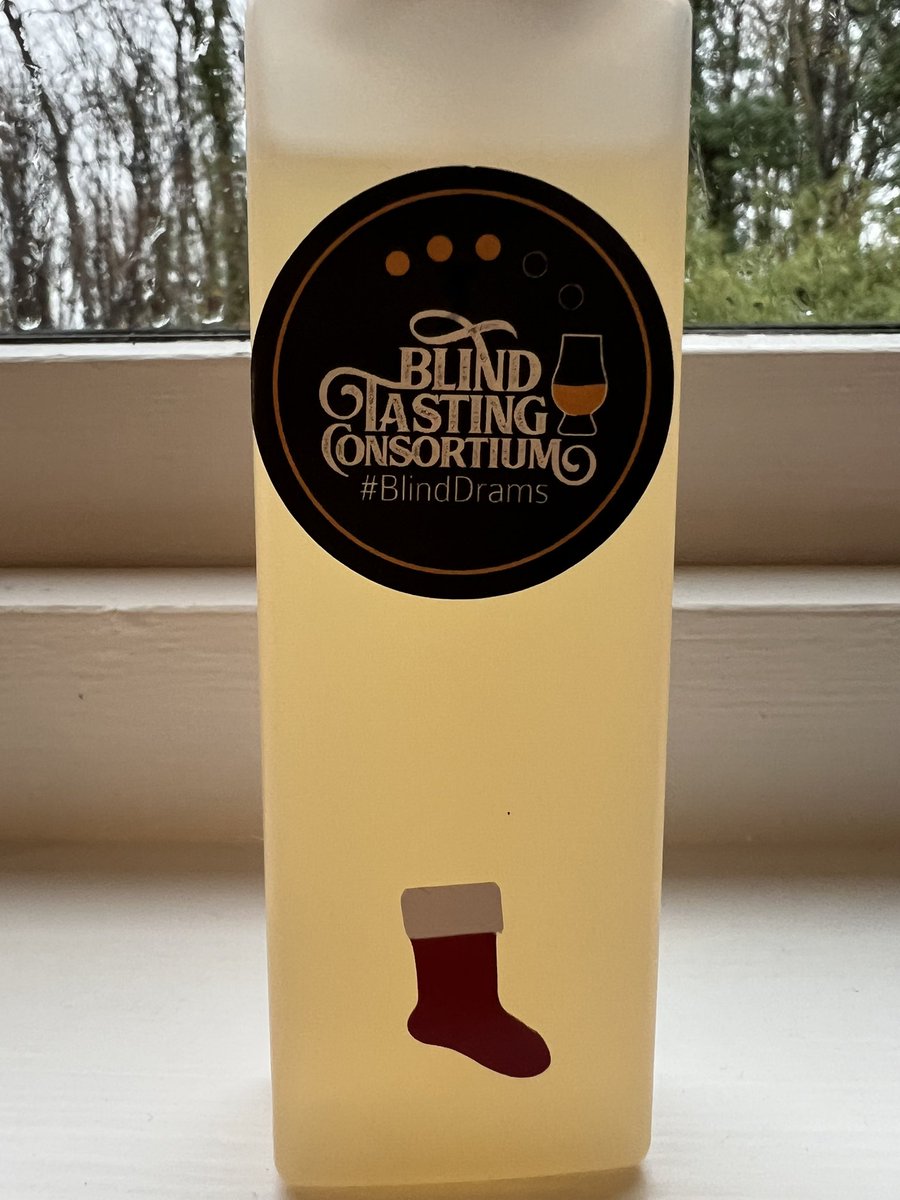 BLIND
TASTING
CONSORTIUM
#BlindDrams